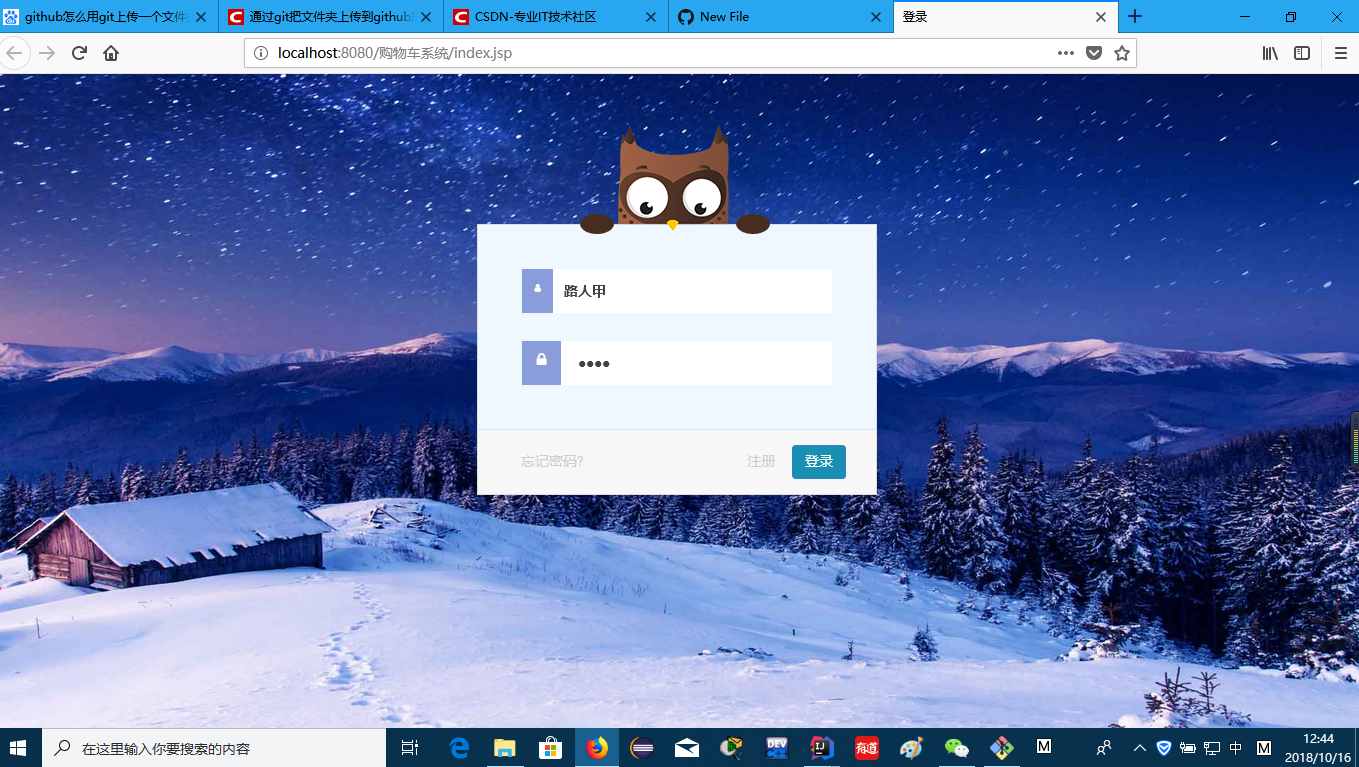 github怎么用git上传一个文件
通过git把文件夹上传到github
CSDN-专业IT技术社区
New File
登录
localhost:8080/购物车系统/index.jsp
路人甲
●●●●
忘记密码?
注册
登录
在这里输入你要搜索的内容
DEV
C++
IJ
有道
M
中
M
12:44
2018/10/16